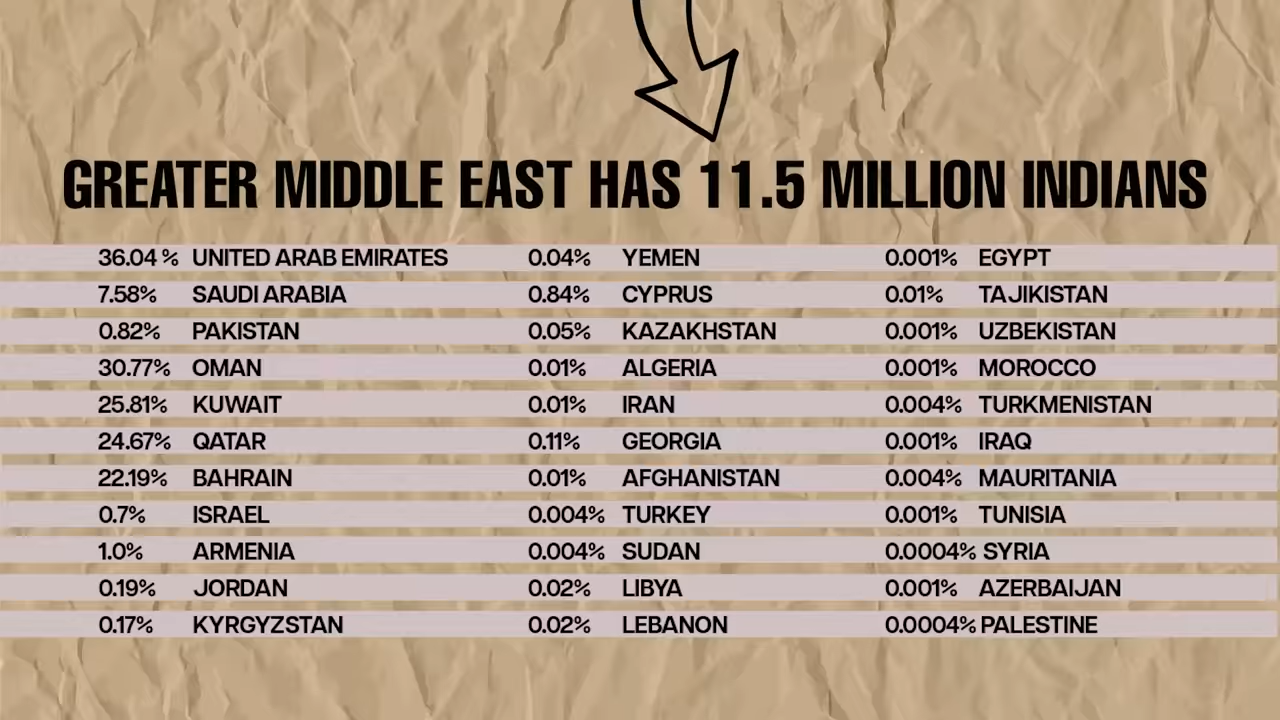 GREATER MIDDLE EAST HAS 11.5 MILLION INDIANS
36.04 % UNITED ARAB EMIRATES
7.58% SAUDI ARABIA
0.82% PAKISTAN
30.77% OMAN
25.81% KUWAIT
24.67% QATAR
22.19% BAHRAIN
0.7% ISRAEL
1.0% ARMENIA
0.19% JORDAN
0.17% KYRGYZSTAN
0.04% YEMEN
0.84% CYPRUS
0.05% KAZAKHSTAN
0.01% ALGERIA
0.01% IRAN
0.11% GEORGIA
0.01% AFGHANISTAN
0.004% TURKEY
0.004% SUDAN
0.02% LIBYA
0.02% LEBANON
0.001% EGYPT
0.01% TAJIKISTAN
0.001% UZBEKISTAN
0.001% MOROCCO
0.004% TURKMENISTAN
0.001% IRAQ
0.004% MAURITANIA
0.001% TUNISIA
0.0004% SYRIA
0.001% AZERBAIJAN
0.0004% PALESTINE